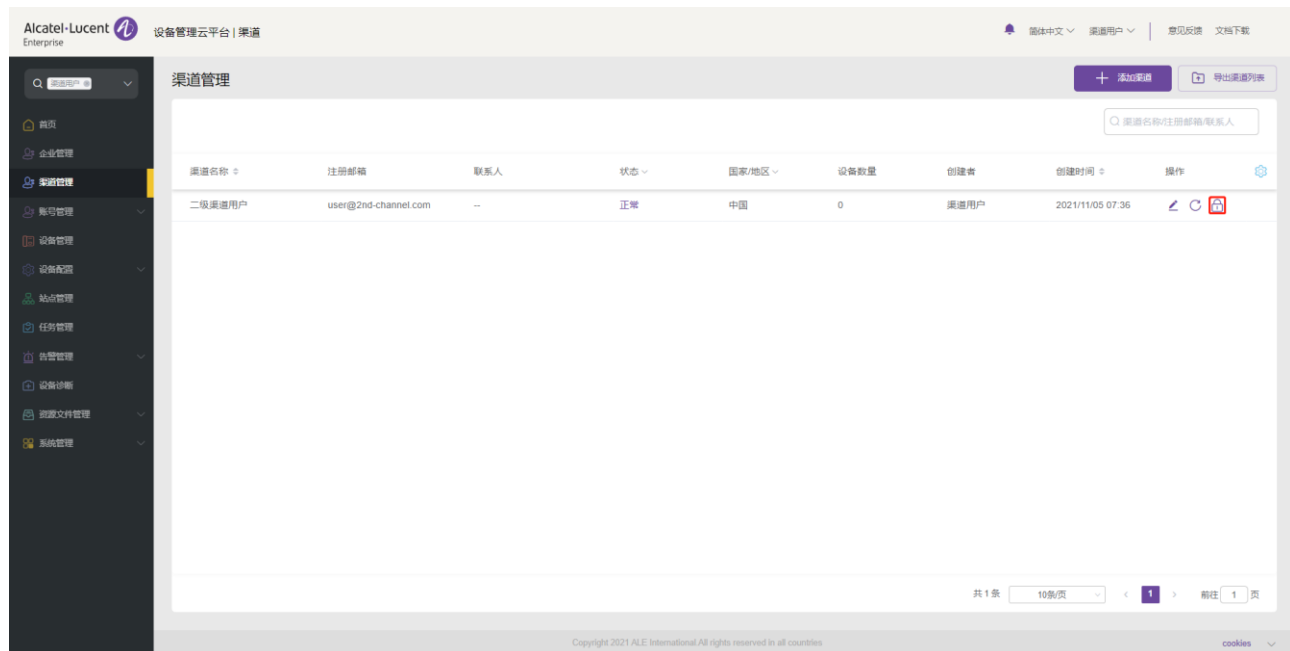 Alcatel·Lucent
Enterprise
设备管理云平台 | 渠道
简体中文
渠道用户
意见反馈
文档下载
渠道用户
首页
企业管理
渠道管理
账号管理
设备管理
设备配置
站点管理
任务管理
告警管理
设备诊断
资源文件管理
系统管理
渠道管理
添加渠道
导出渠道列表
渠道名称/注册邮箱/联系人
渠道名称 注册邮箱 联系人 状态 国家/地区 设备数量 创建者 创建时间 操作
二级渠道用户 user@2nd-channel.com -- 正常 中国 0 渠道用户 2021/11/05 07:36
共 1 条 10条/页 1 前往 1 页
Copyright 2021 ALE International.All rights reserved in all countries
cookies